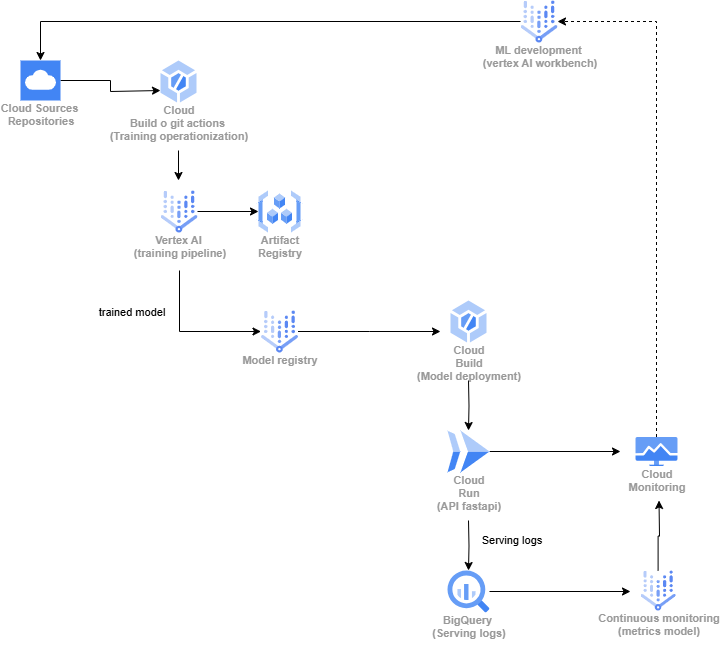 ML development
(vertex AI workbench)
Cloud Sources
Repositories
Cloud
Build o git actions
(Training operationization)
Vertex AI
(training pipeline)
Artifact
Registry
trained model
Model registry
Cloud
Build
(Model deployment)
Cloud
Run
(API fastapi)
Cloud
Monitoring
Serving logs
BigQuery
(Serving logs)
Continuous monitoring
(metrics model)